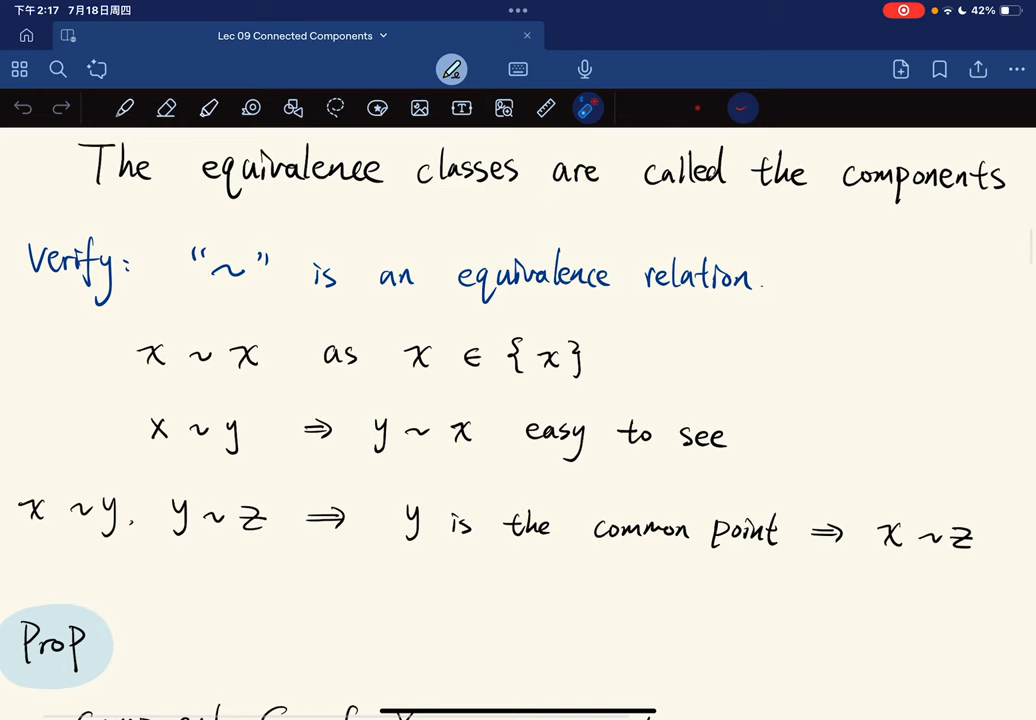 下午2:17 7月18日周四
42%
Lec 09 Connected Components
The equivalence classes are called the components
Verify: "~" is an equivalence relation.
x ~ x as x ∈ {x}
x ~ y ⇒ y ~ x easy to see
x ~ y, y ~ z ⇒ y is the common point ⇒ x ~ z
Prop